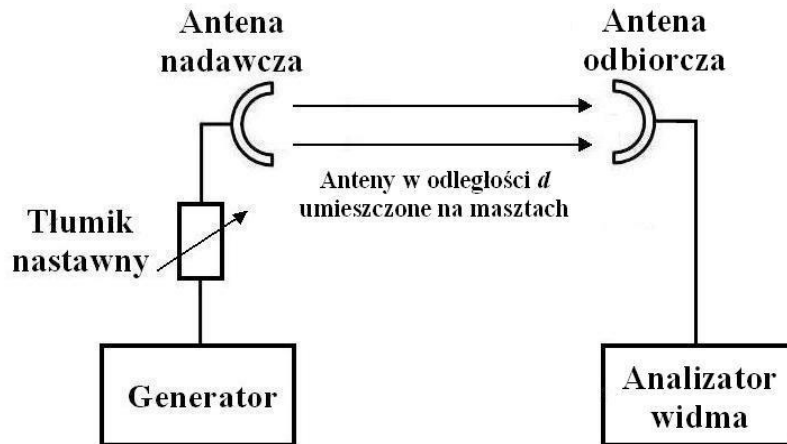 Antena
nadawcza
Antena
odbiorcza
Anteny w odległości d
umieszczone na masztach
Tłumik
nastawny
Generator
Analizator
widma